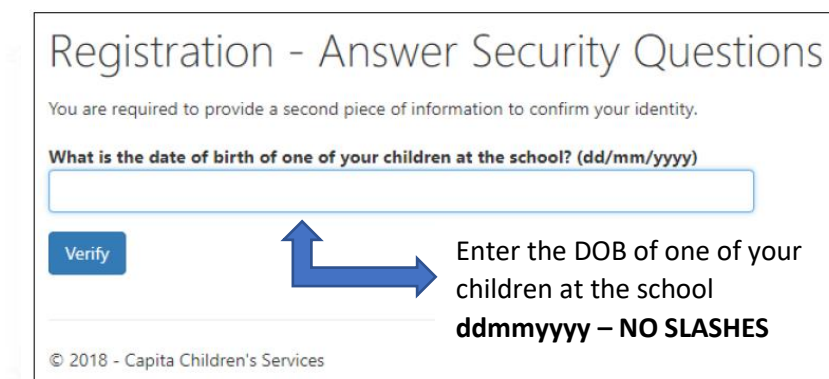 Registration - Answer Security Questions
You are required to provide a second piece of information to confirm your identity.
What is the date of birth of one of your children at the school? (dd/mm/yyyy)
Verify
Enter the DOB of one of your
children at the school
ddmmyyyy – NO SLASHES
© 2018 - Capita Children's Services